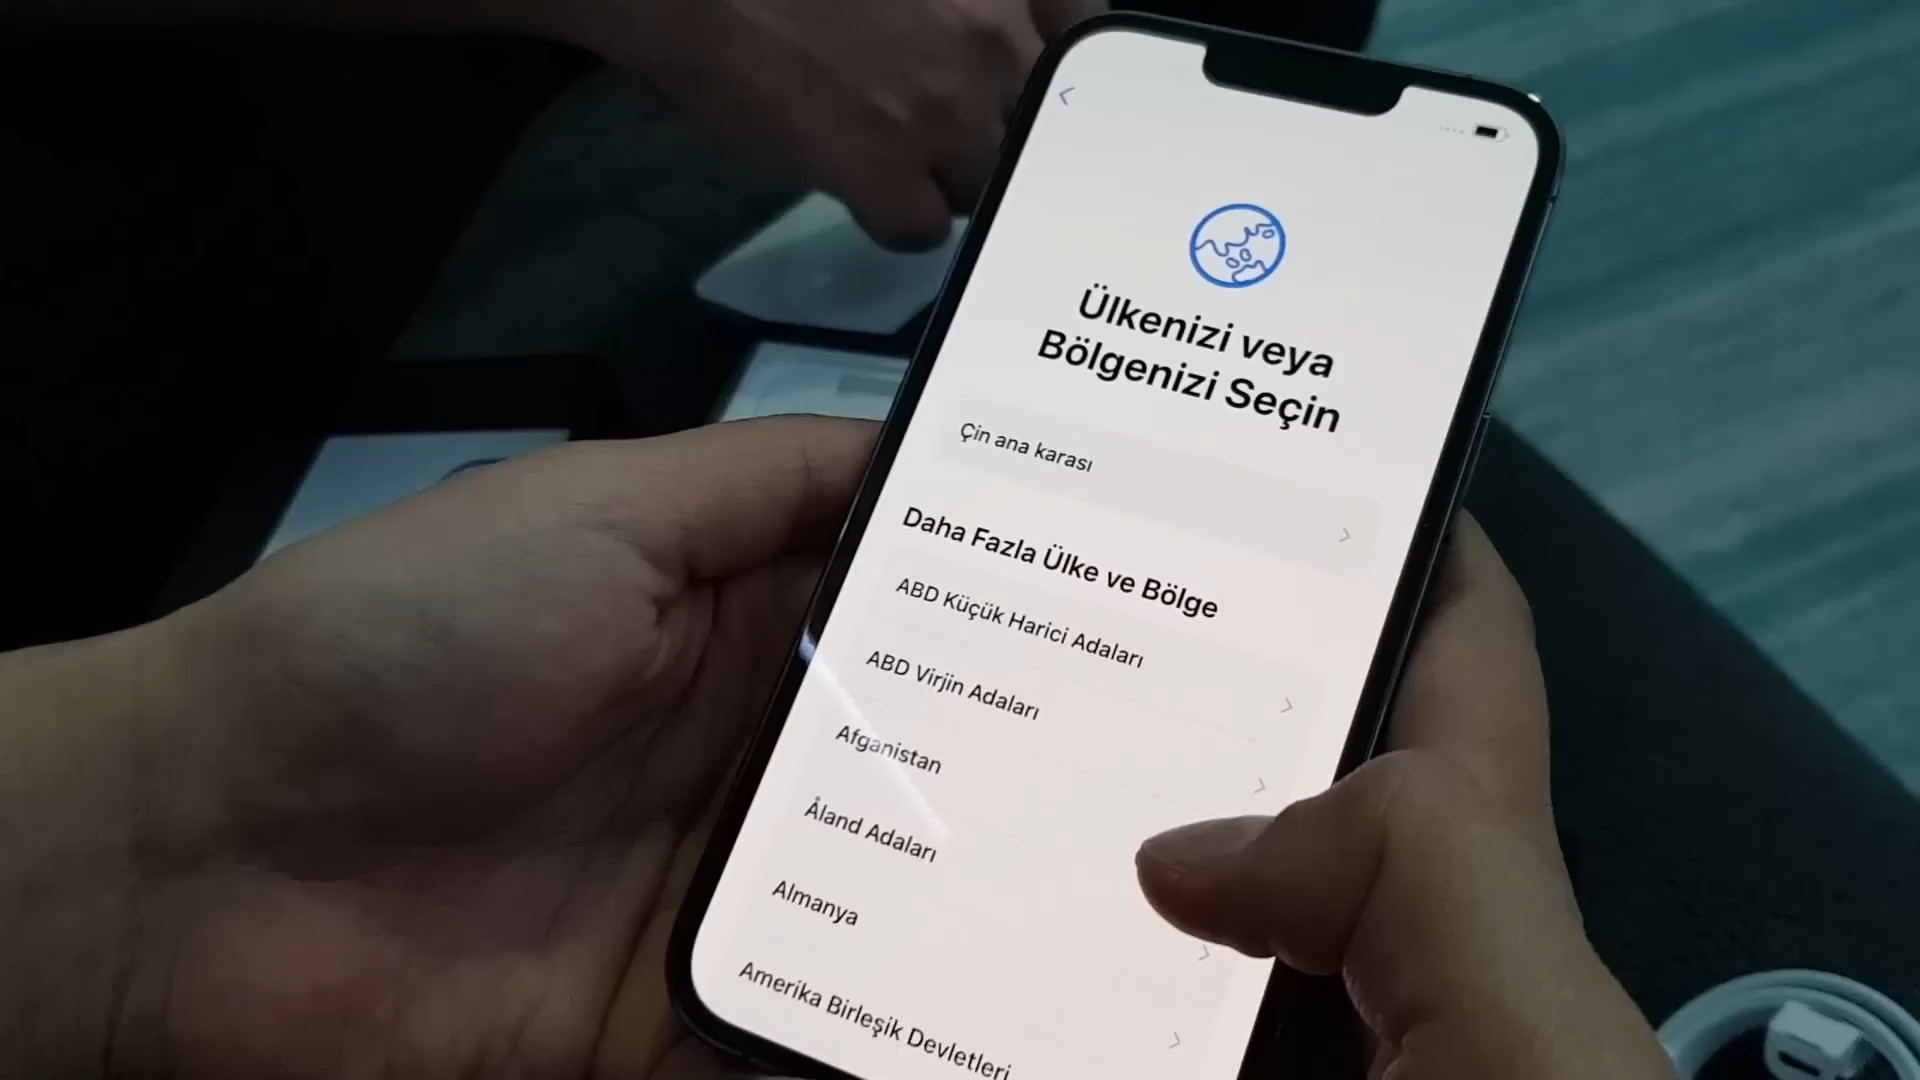 Ülkenizi veya
Bölgenizi Seçin
Çin ana karası
Daha Fazla Ülke ve Bölge
ABD Küçük Harici Adaları
ABD Virjin Adaları
Afganistan
Åland Adaları
Almanya
Amerika Birleşik Devletleri